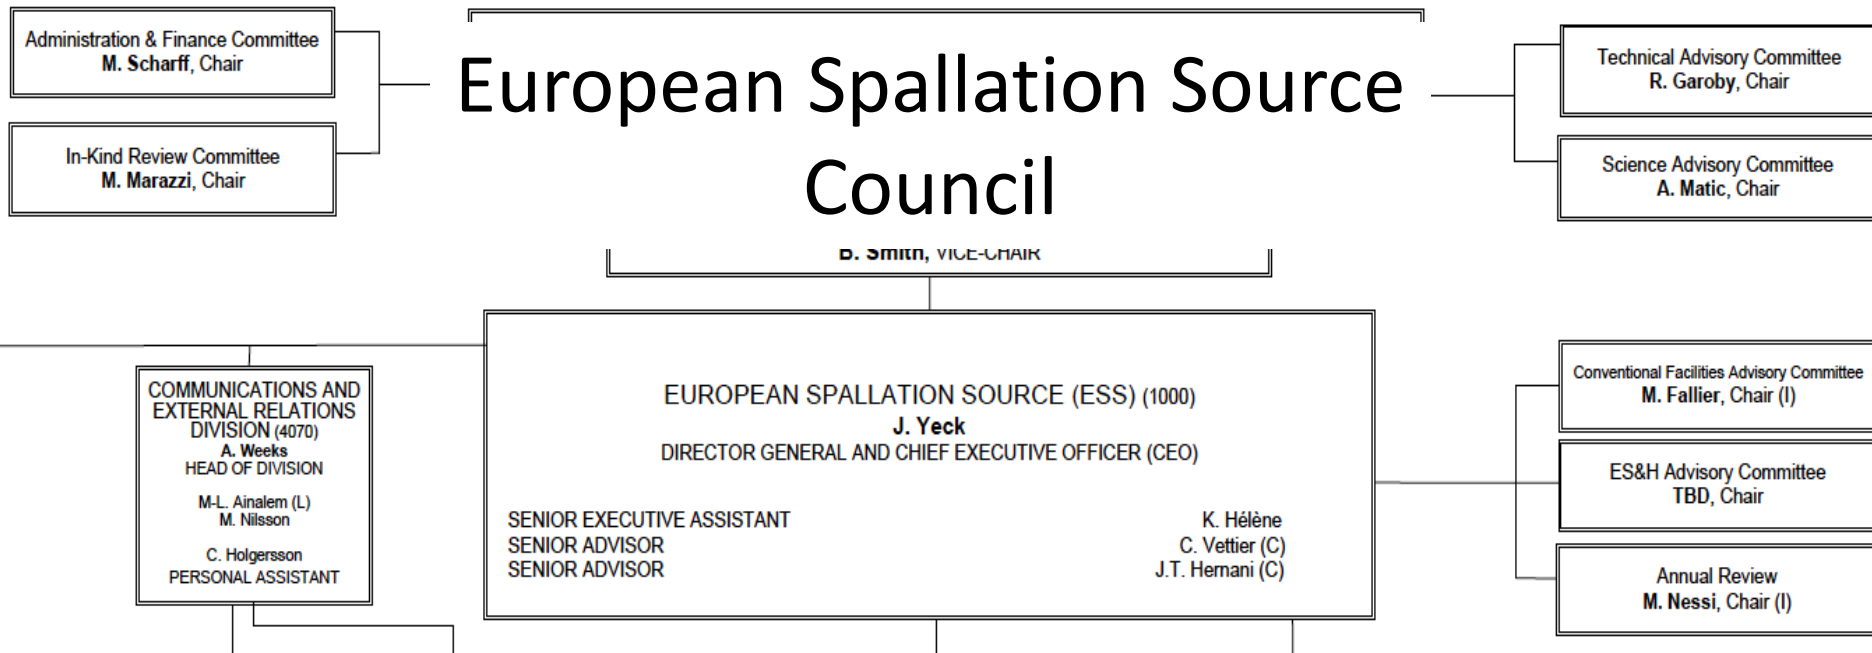 Administration & Finance Committee
M. Scharff, Chair
In-Kind Review Committee
M. Marazzi, Chair
European Spallation Source
Council
B. Smith, VICE-CHAIR
Technical Advisory Committee
R. Garoby, Chair
Science Advisory Committee
A. Matic, Chair
COMMUNICATIONS AND
EXTERNAL RELATIONS
DIVISION (4070)
A. Weeks
HEAD OF DIVISION
M-L. Ainalem (L)
M. Nilsson
C. Holgersson
PERSONAL ASSISTANT
EUROPEAN SPALLATION SOURCE (ESS) (1000)
J. Yeck
DIRECTOR GENERAL AND CHIEF EXECUTIVE OFFICER (CEO)
SENIOR EXECUTIVE ASSISTANT K. Hélène
SENIOR ADVISOR C. Vettier (C)
SENIOR ADVISOR J.T. Hernani (C)
Conventional Facilities Advisory Committee
M. Fallier, Chair (I)
ES&H Advisory Committee
TBD, Chair
Annual Review
M. Nessi, Chair (I)